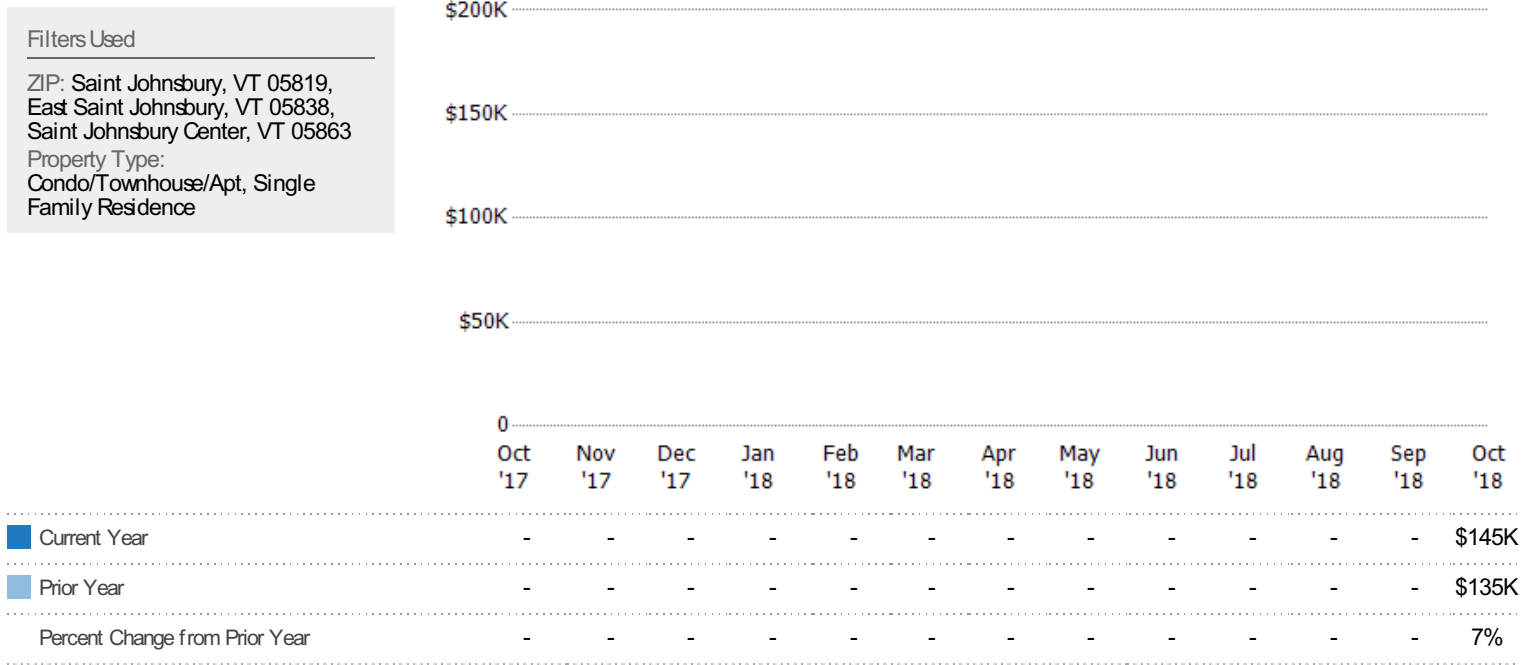 Filters Used
ZIP: Saint Johnsbury, VT 05819,
East Saint Johnsbury, VT 05838,
Saint Johnsbury Center, VT 05863
Property Type:
Condo/Townhouse/Apt, Single
Family Residence
$200K
$150K
$100K
$50K
0
Oct Nov Dec Jan Feb Mar Apr May Jun Jul Aug Sep Oct
'17 '17 '17 '18 '18 '18 '18 '18 '18 '18 '18 '18 '18
Current Year - - - - - - - - - - - - $145K
Prior Year - - - - - - - - - - - - $135K
Percent Change from Prior Year - - - - - - - - - - - - 7%